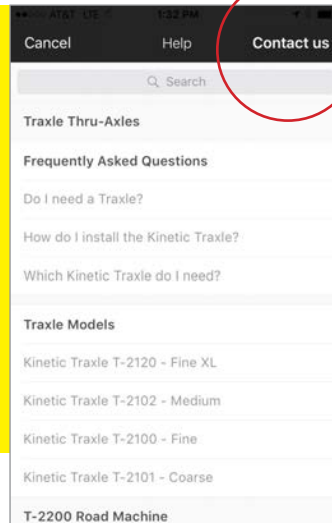 AT&T LTE 1:32 PM
Cancel Help Contact us
Search
Traxle Thru-Axles
Frequently Asked Questions
Do I need a Traxle?
How do I install the Kinetic Traxle?
Which Kinetic Traxle do I need?
Traxle Models
Kinetic Traxle T-2120 - Fine XL
Kinetic Traxle T-2102 - Medium
Kinetic Traxle T-2100 - Fine
Kinetic Traxle T-2101 - Coarse
T-2200 Road Machine